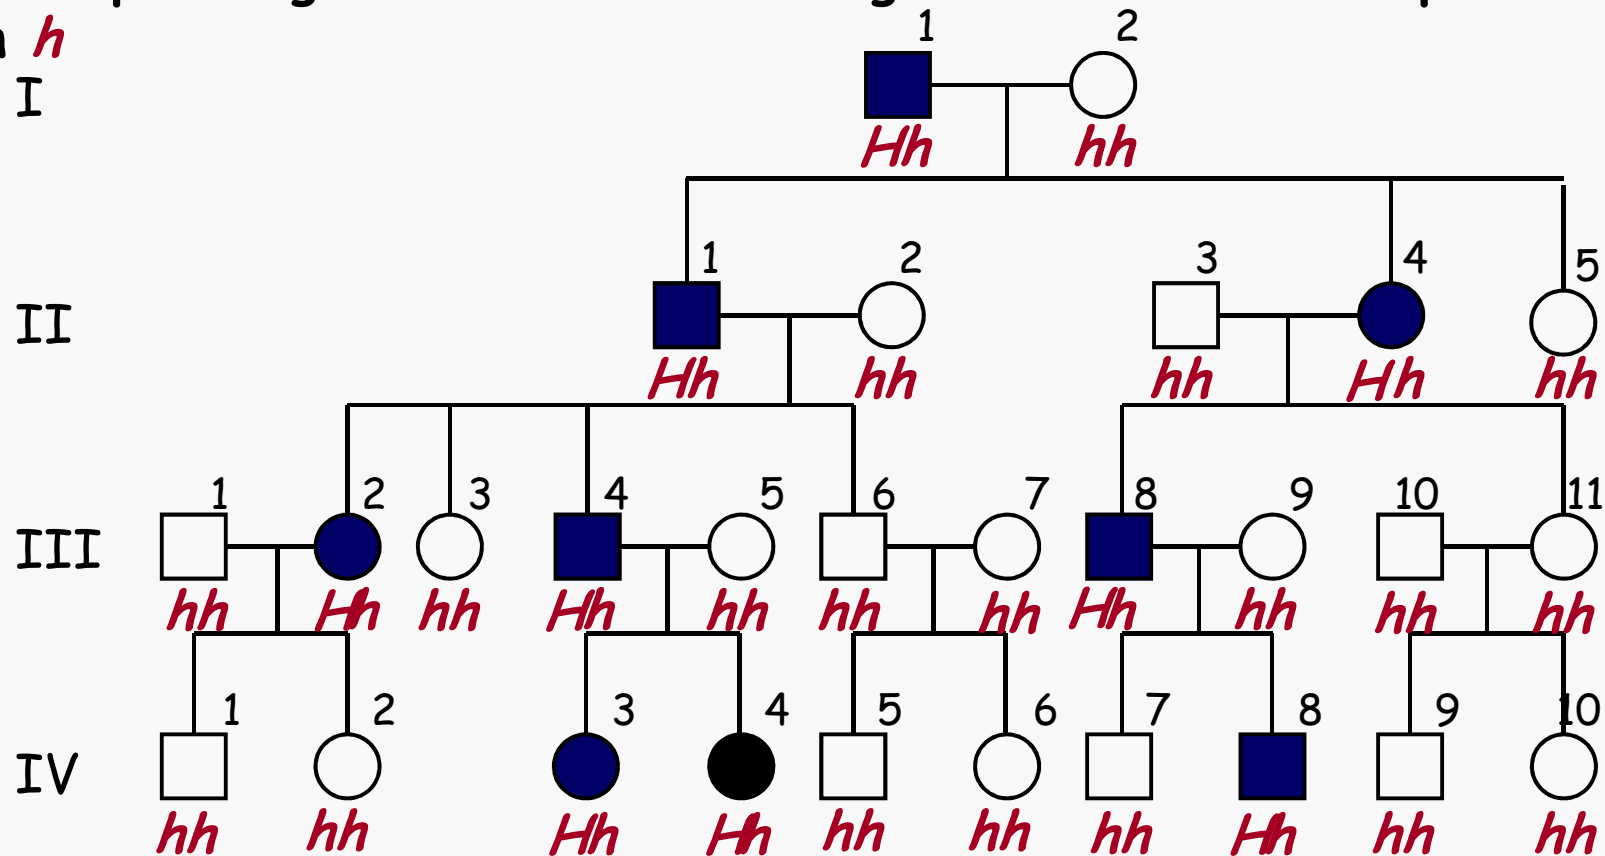 h
1 2
I
Hh hh
1 2 3 4 5
II
Hh hh hh Hh hh
1 2 3 4 5 6 7 8 9 10 11
III
hh Hh hh Hh hh hh hh Hh hh hh hh
1 2 3 4 5 6 7 8 9 10
IV
hh hh Hh Hh hh hh hh Hh hh hh